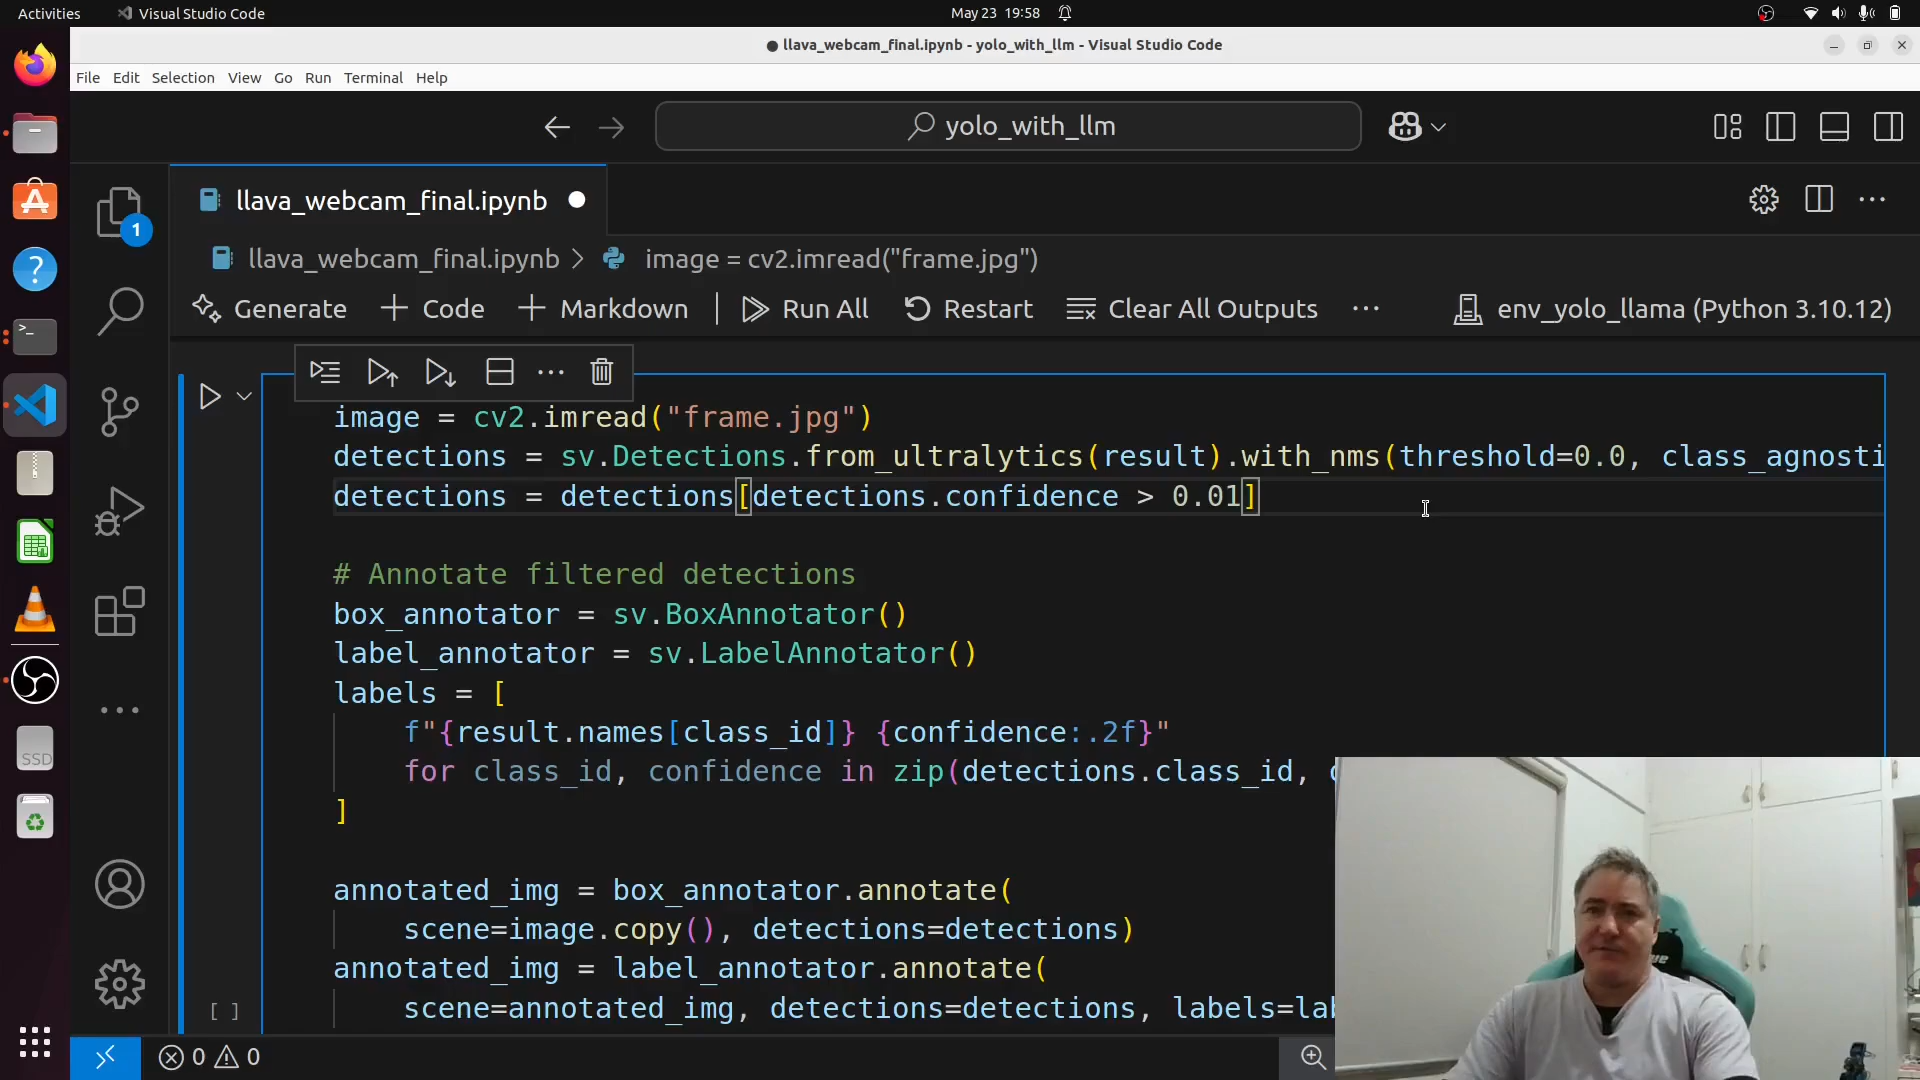 Activities Visual Studio Code May 23 19:58
llava_webcam_final.ipynb - yolo_with_llm - Visual Studio Code
File Edit Selection View Go Run Terminal Help
yolo_with_llm
llava_webcam_final.ipynb
1
llava_webcam_final.ipynb > image = cv2.imread("frame.jpg")
Generate + Code + Markdown | Run All Restart Clear All Outputs ··· env_yolo_llama (Python 3.10.12)
image = cv2.imread("frame.jpg")
detections = sv.Detections.from_ultralytics(result).with_nms(threshold=0.0, class_agnosti
detections = detections[detections.confidence > 0.01]
# Annotate filtered detections
box_annotator = sv.BoxAnnotator()
label_annotator = sv.LabelAnnotator()
labels = [
f"{result.names[class_id]} {confidence:.2f}"
for class_id, confidence in zip(detections.class_id,
]
annotated_img = box_annotator.annotate(
scene=image.copy(), detections=detections)
annotated_img = label_annotator.annotate(
scene=annotated_img, detections=detections, labels=lab
[ ]
0 0
SSD